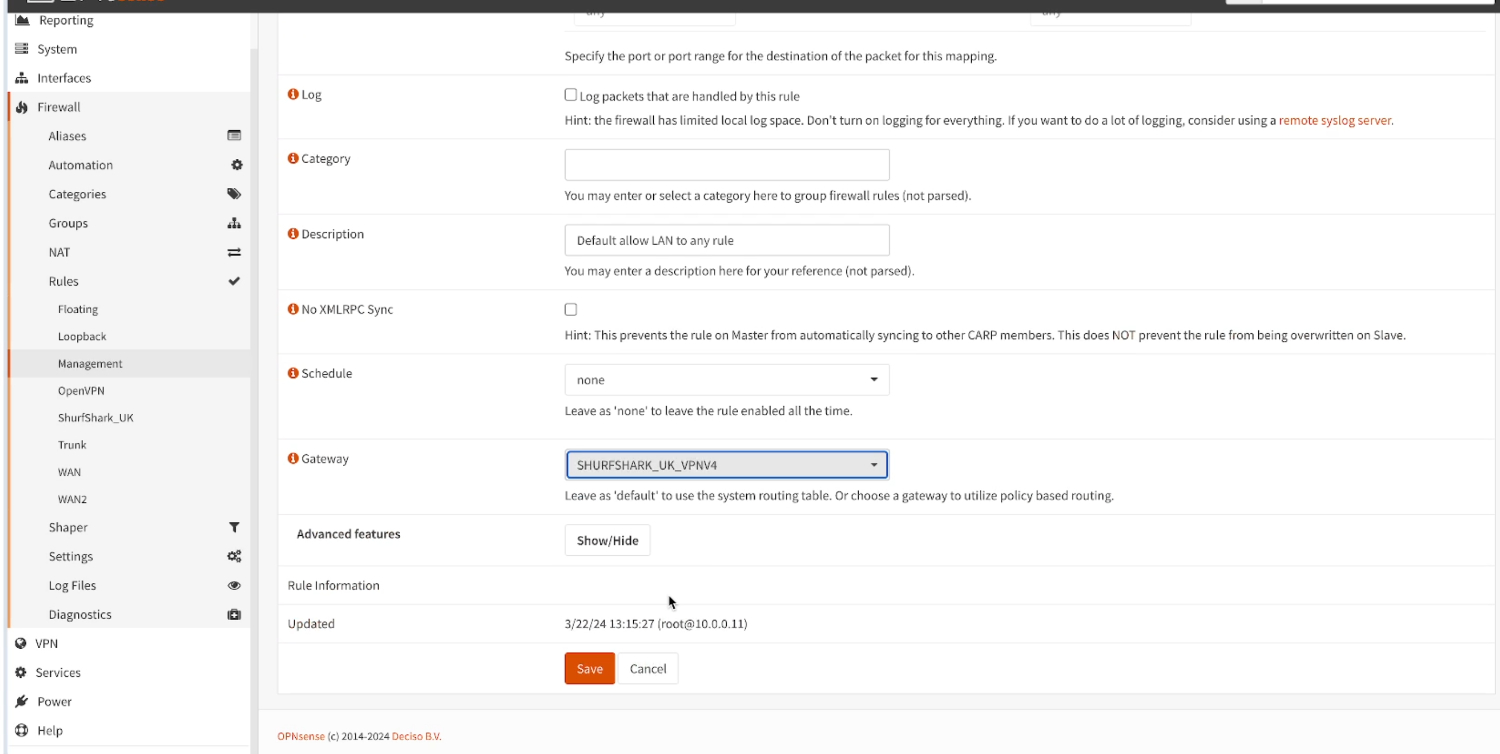 Reporting
System
Interfaces
Firewall
Aliases
Automation
Categories
Groups
NAT
Rules
Floating
Loopback
Management
OpenVPN
ShurfShark_UK
Trunk
WAN
WAN2
Shaper
Settings
Log Files
Diagnostics
VPN
Services
Power
Help
Specify the port or port range for the destination of the packet for this mapping.
Log
Log packets that are handled by this rule
Hint: the firewall has limited local log space. Don't turn on logging for everything. If you want to do a lot of logging, consider using a remote syslog server.
Category
You may enter or select a category here to group firewall rules (not parsed).
Description
Default allow LAN to any rule
You may enter a description here for your reference (not parsed).
No XMLRPC Sync
Hint: This prevents the rule on Master from automatically syncing to other CARP members. This does NOT prevent the rule from being overwritten on Slave.
Schedule
none
Leave as 'none' to leave the rule enabled all the time.
Gateway
SHURFSHARK_UK_VPNV4
Leave as 'default' to use the system routing table. Or choose a gateway to utilize policy based routing.
Advanced features
Show/Hide
Rule Information
Updated
3/22/24 13:15:27 (root@10.0.0.11)
Save
Cancel
OPNsense (c) 2014-2024 Deciso B.V.